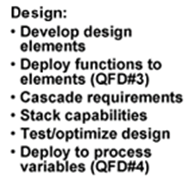 Design:
• Develop design
elements
• Deploy functions to
elements (QFD#3)
• Cascade requirements
• Stack capabilities
• Test/optimize design
• Deploy to process
variables (QFD#4)